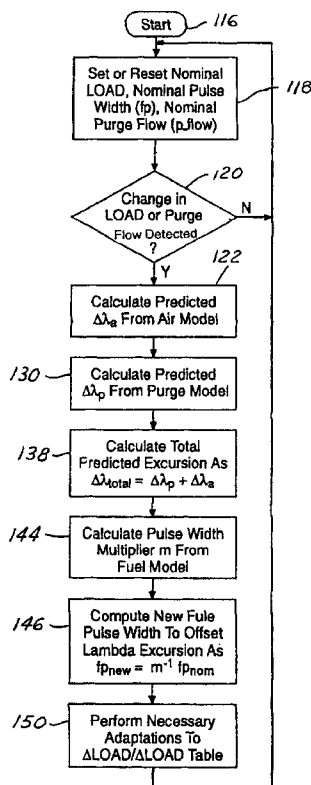 Start
116
Set or Reset Nominal
LOAD, Nominal Pulse
Width (fp), Nominal
Purge Flow (p_flow)
118
120
Change in
LOAD or Purge
Flow Detected
?
N
Y
122
Calculate Predicted
Δλa From Air Model
130
Calculate Predicted
Δλp From Purge Model
138
Calculate Total
Predicted Excursion As
Δλtotal = Δλp + Δλa
144
Calculate Pulse Width
Multiplier m From
Fuel Model
146
Compute New Fule
Pulse Width To Offset
Lambda Excursion As
fpnew = m⁻¹ fpnom
150
Perform Necessary
Adaptations To
ΔLOAD/ΔLOAD Table